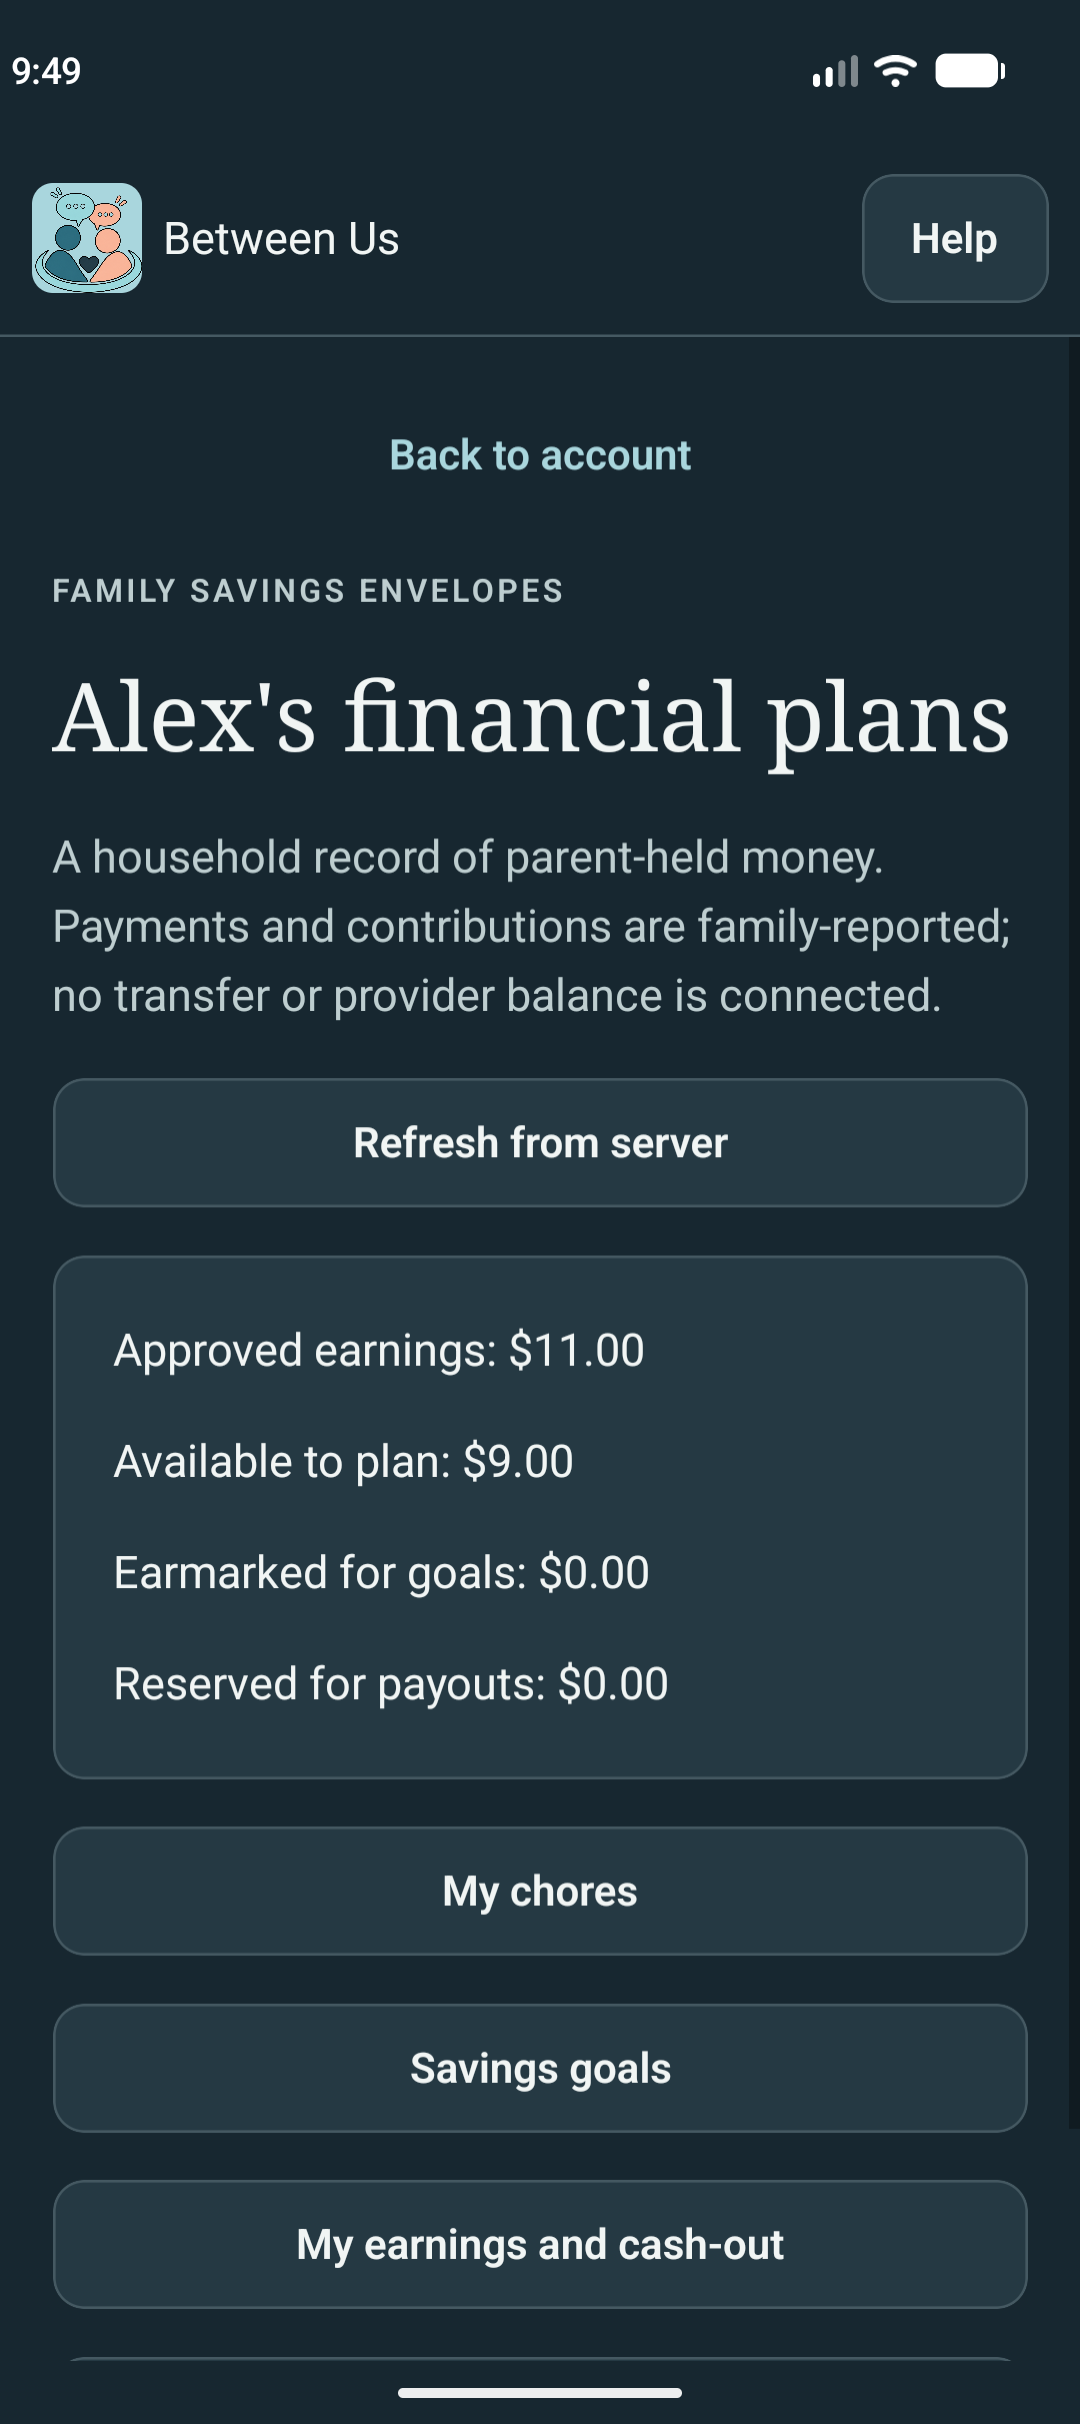 9:49
Between Us
Help
Back to account
FAMILY SAVINGS ENVELOPES
Alex's financial plans
A household record of parent-held money.
Payments and contributions are family-reported;
no transfer or provider balance is connected.
Refresh from server
Approved earnings: $11.00
Available to plan: $9.00
Earmarked for goals: $0.00
Reserved for payouts: $0.00
My chores
Savings goals
My earnings and cash-out